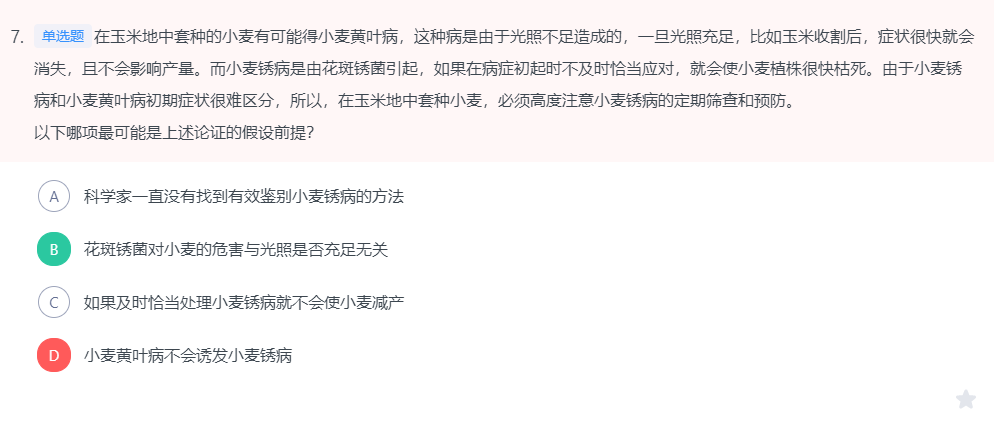 7. 单选题 在玉米地中套种的小麦有可能得小麦黄叶病，这种病是由于光照不足造成的，一旦光照充足，比如玉米收割后，症状很快就会
消失，且不会影响产量。而小麦锈病是由花斑锈菌引起，如果在病症初起时不及时恰当应对，就会使小麦植株很快枯死。由于小麦锈
病和小麦黄叶病初期症状很难区分，所以，在玉米地中套种小麦，必须高度注意小麦锈病的定期筛查和预防。
以下哪项最可能是上述论证的假设前提?
A 科学家一直没有找到有效鉴别小麦锈病的方法
B 花斑锈菌对小麦的危害与光照是否充足无关
C 如果及时恰当处理小麦锈病就不会使小麦减产
D 小麦黄叶病不会诱发小麦锈病